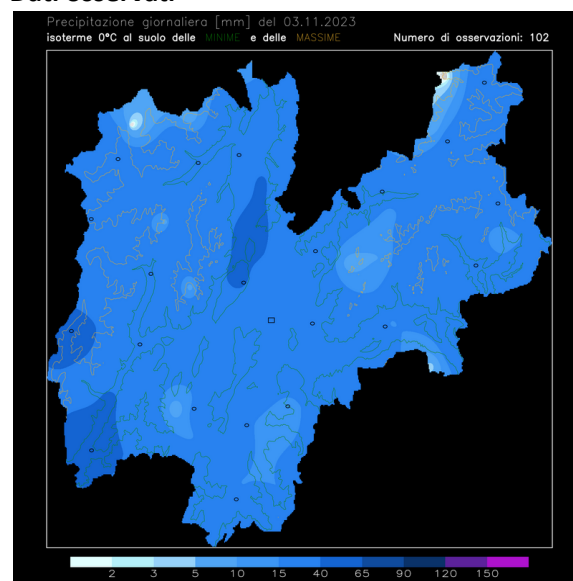 Dati osservati
Precipitazione giornaliera [mm] del 03.11.2023
isoterme 0°C al suolo delle MINIME e delle MASSIME Numero di osservazioni: 102
2 3 5 10 15 40 65 90 120 150